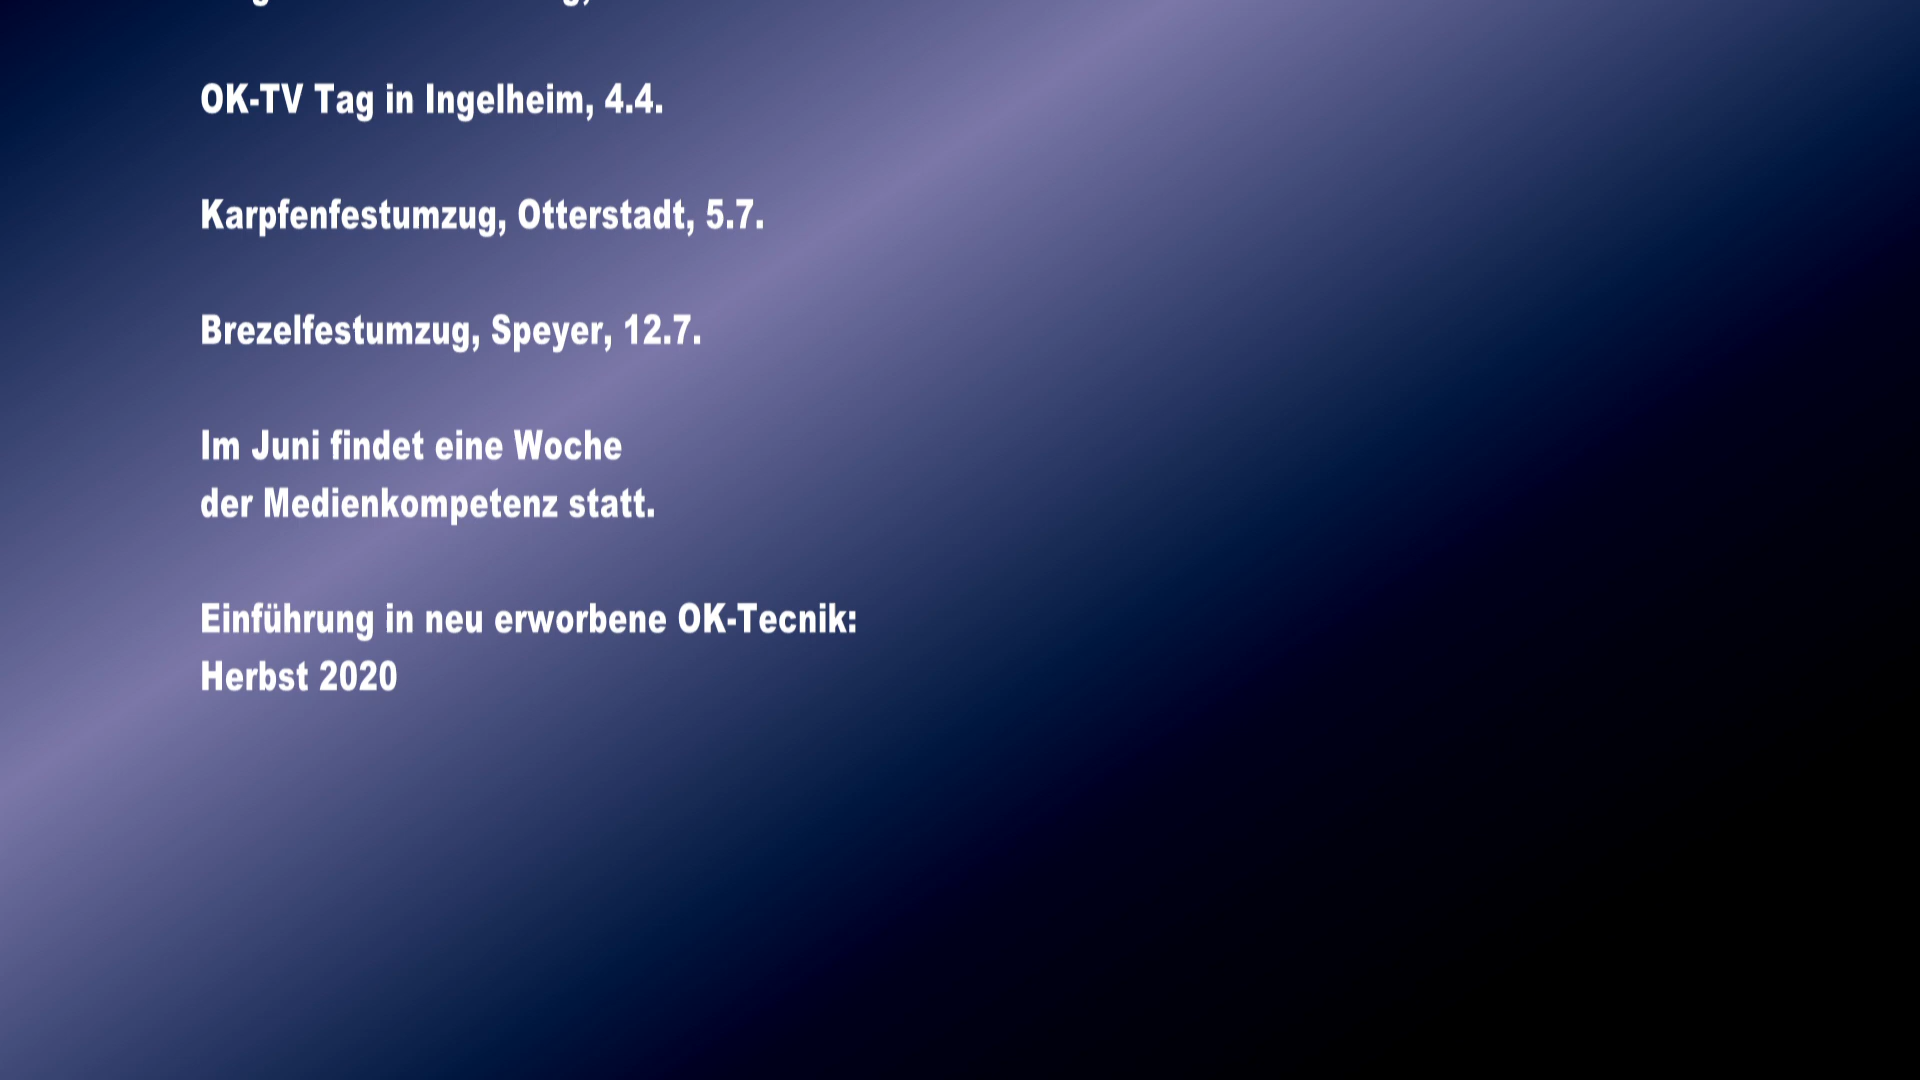 OK-TV Tag in Ingelheim, 4.4.
Karpfenfestumzug, Otterstadt, 5.7.
Brezelfestumzug, Speyer, 12.7.
Im Juni findet eine Woche
der Medienkompetenz statt.
Einführung in neu erworbene OK-Tecnik:
Herbst 2020